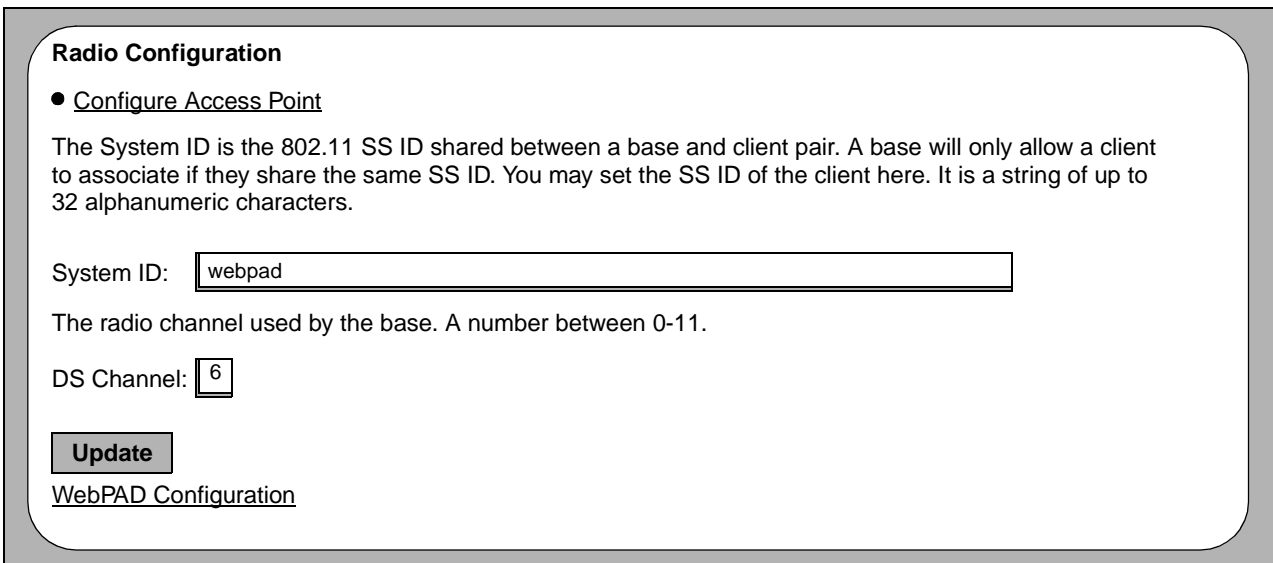 Radio Configuration
Configure Access Point
The System ID is the 802.11 SS ID shared between a base and client pair. A base will only allow a client
to associate if they share the same SS ID. You may set the SS ID of the client here. It is a string of up to
32 alphanumeric characters.
System ID: webpad
The radio channel used by the base. A number between 0-11.
DS Channel: 6
Update
WebPAD Configuration